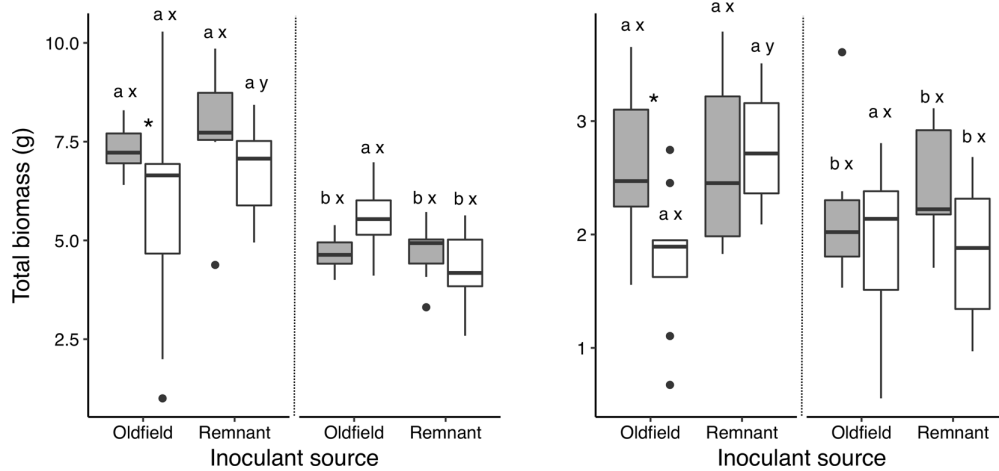 Total biomass (g)
10.0
7.5
5.0
2.5
a x
*
a x
a x
a y
b x
a x
b x
b x
Oldfield Remnant Oldfield Remnant
Inoculant source
3
2
1
a x
*
a x
a x
a y
b x
a x
b x
b x
Oldfield Remnant Oldfield Remnant
Inoculant source